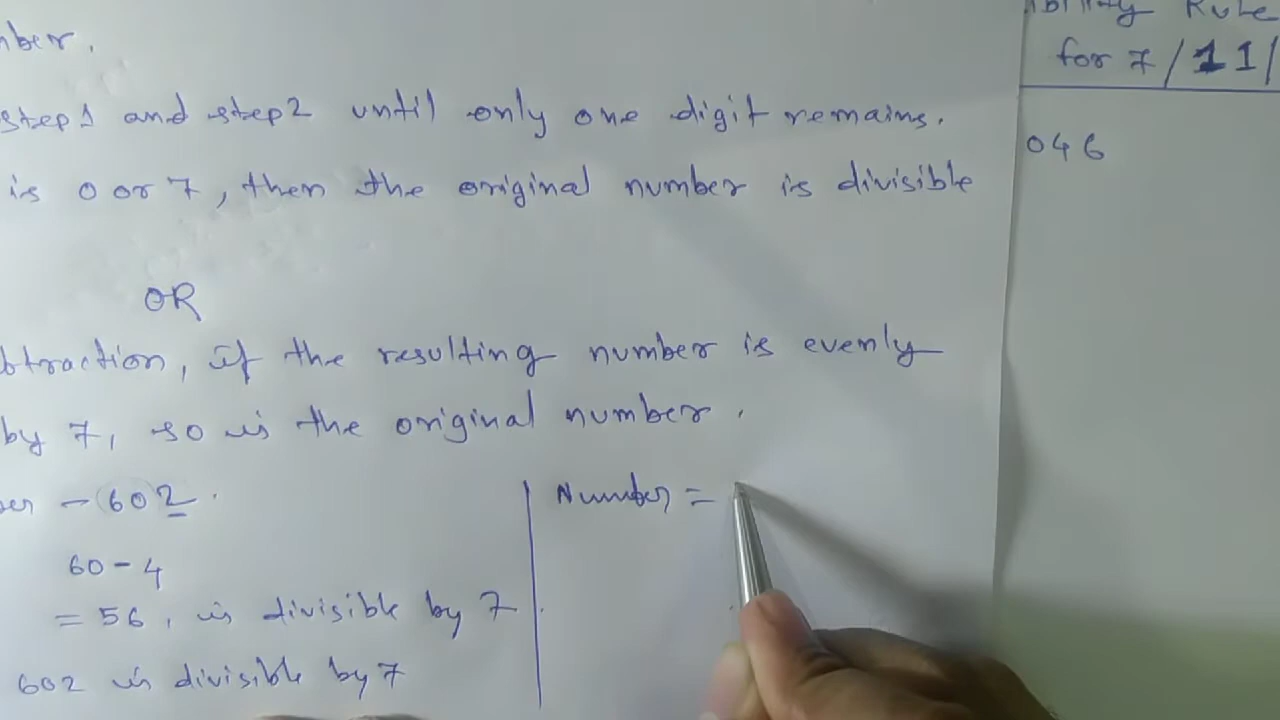 nber.
step1 and step2 until only one digit remains.
is 0 or 7, then the original number is divisible
OR
btraction, if the resulting number is evenly
by 7, so is the original number.
er - 602.
60 - 4
= 56, is divisible by 7
602 is divisible by 7
Number =
ibility Rule
for 7/11/
046